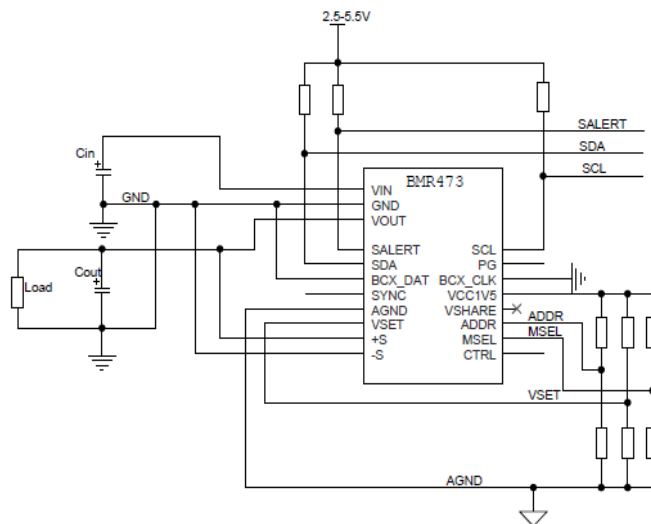 2.5-5.5V
SALERT
SDA
SCL
Cin
GND
BMR473
VIN
GND
VOUT
SALERT
SDA
BCX_DAT
SYNC
AGND
VSET
+S
-S
SCL
PG
BCX_CLK
VCC1V5
VSHARE
ADDR
MSEL
CTRL
Load
Cout
ADDR
MSEL
VSET
AGND